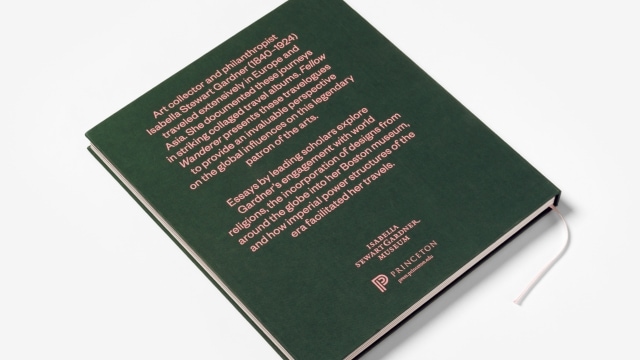 Art collector and philanthropist
Isabella Stewart Gardner (1840–1924)
traveled extensively in Europe and
Asia. She documented these journeys
in striking collaged travel albums. Fellow
Wanderer presents these travelogues
to provide an invaluable perspective
on the global influences on this legendary
patron of the arts.
Essays by leading scholars explore
Gardner's engagement with world
religions, the incorporation of designs from
around the globe into her Boston museum,
and how imperial power structures of the
era facilitated her travels.
ISABELLA
STEWART GARDNER
MUSEUM
PRINCETON
press.princeton.edu